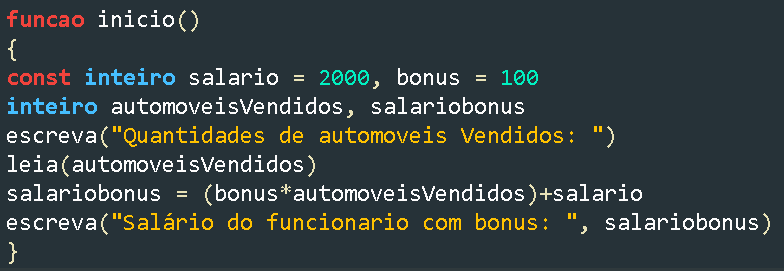 funcao inicio()
{
const inteiro salario = 2000, bonus = 100
inteiro automoveisVendidos, salariobonus
escreva("Quantidades de automoveis Vendidos: ")
leia(automoveisVendidos)
salariobonus = (bonus*automoveisVendidos)+salario
escreva("Salário do funcionario com bonus: ", salariobonus)
}